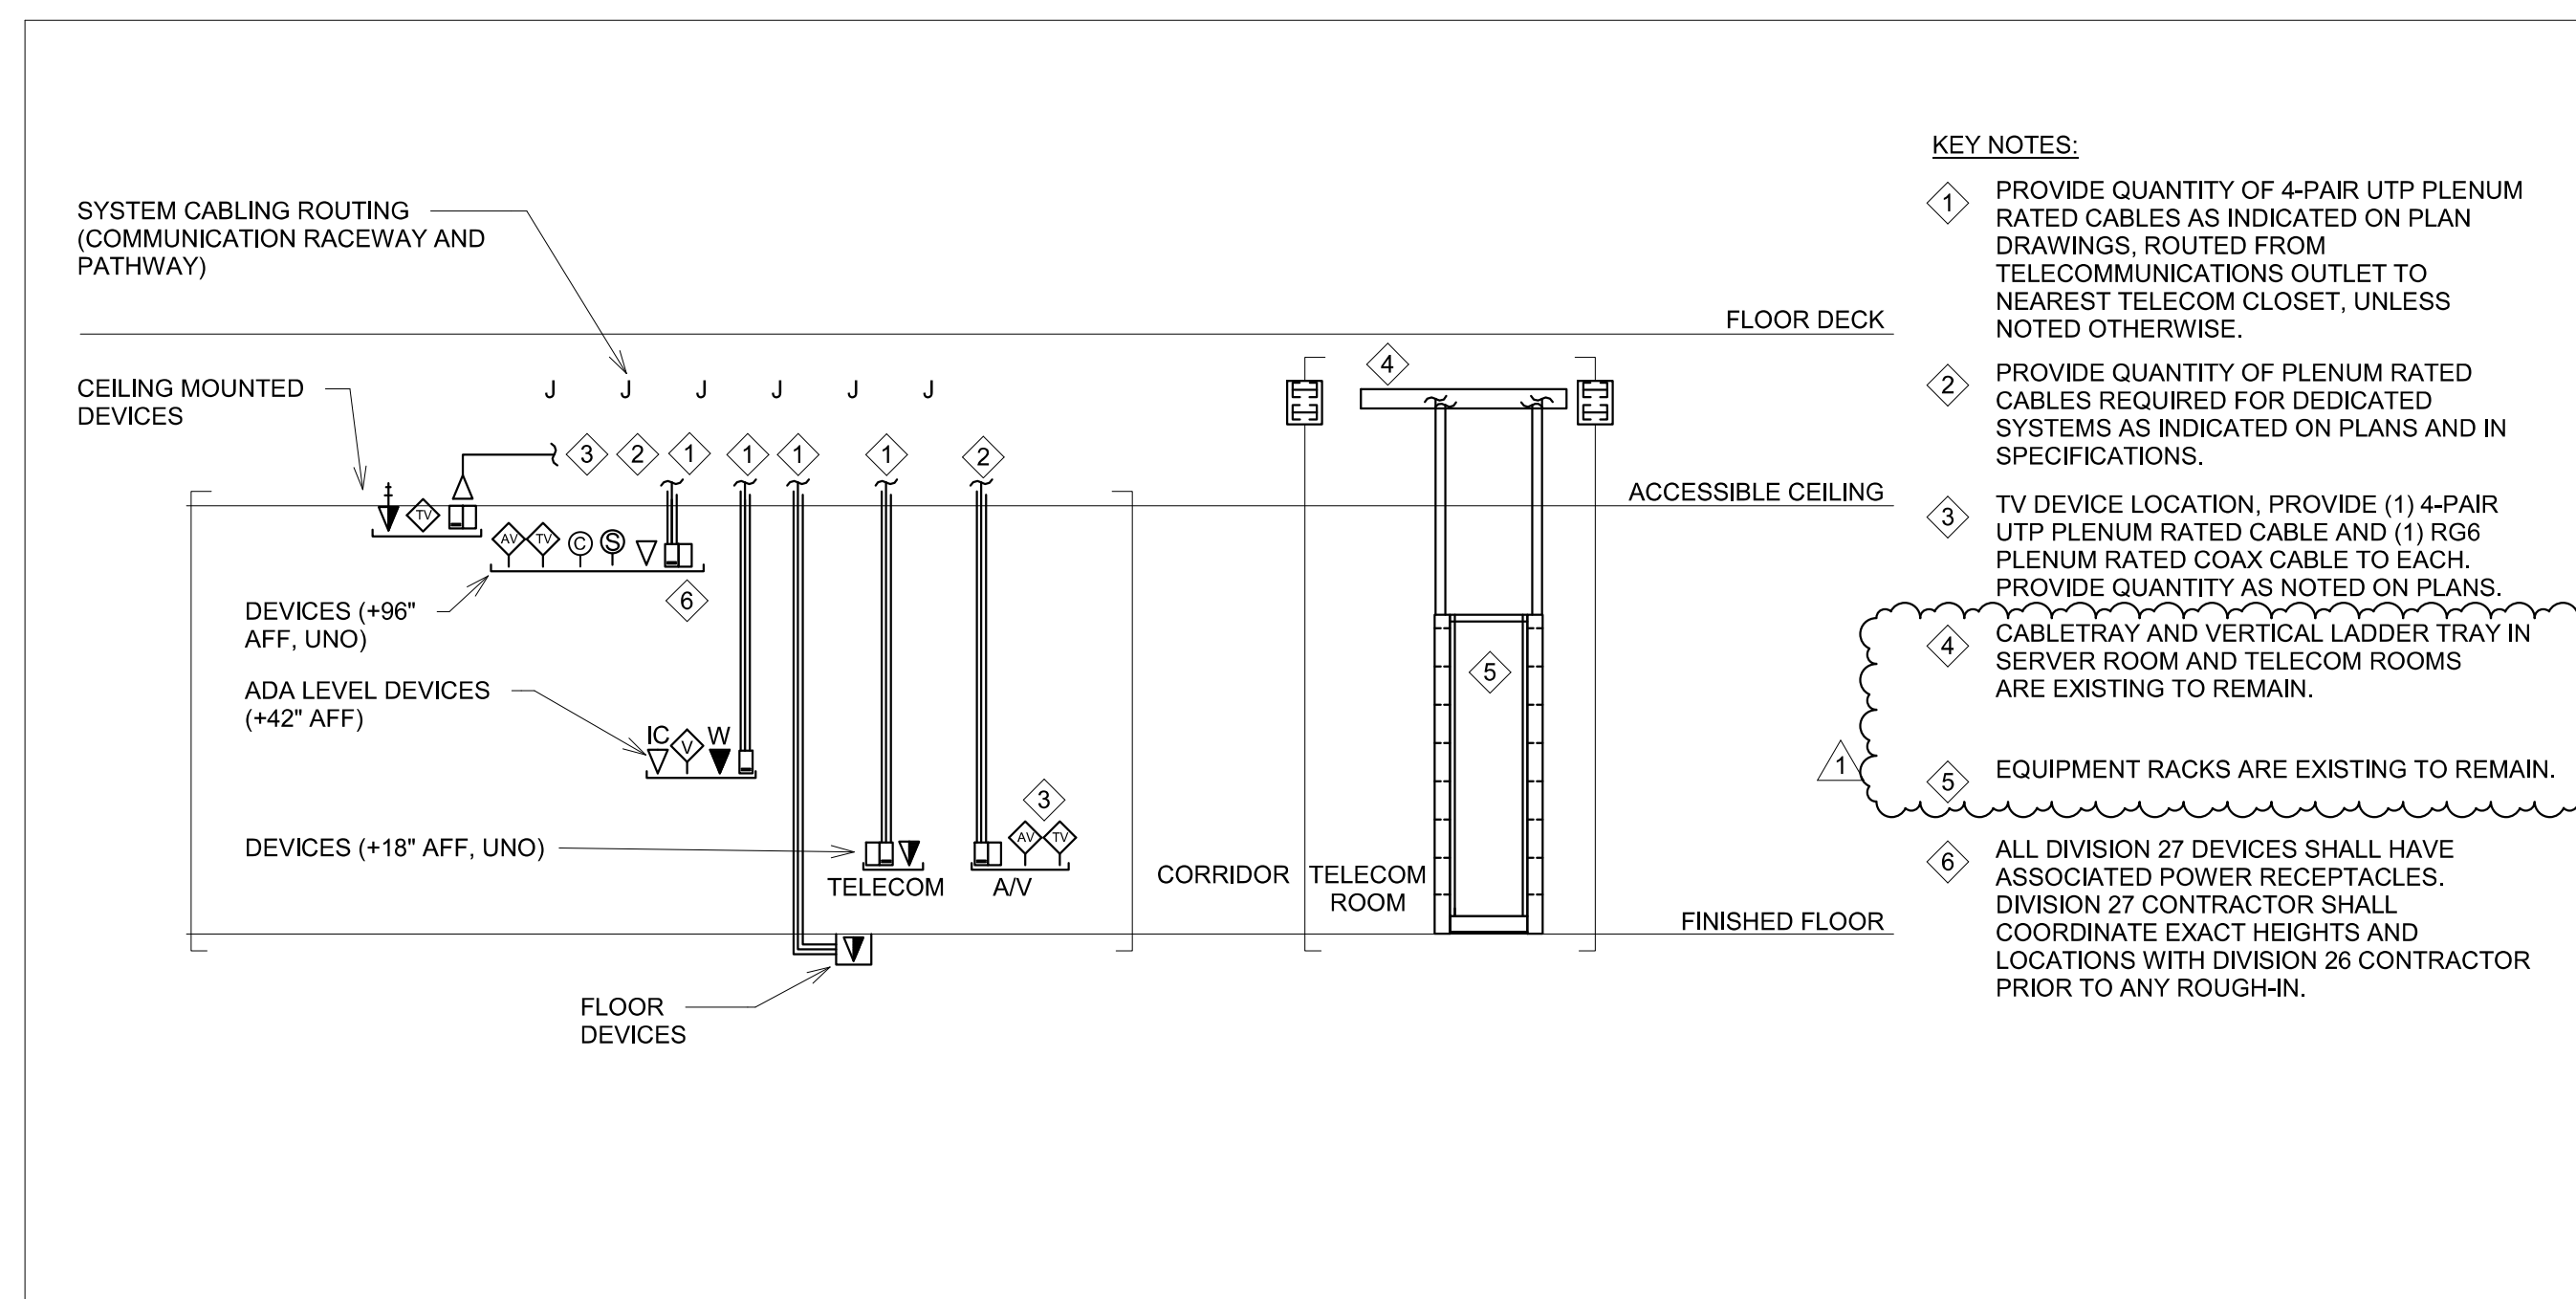 KEY NOTES:
1 PROVIDE QUANTITY OF 4-PAIR UTP PLENUM
RATED CABLES AS INDICATED ON PLAN
DRAWINGS, ROUTED FROM
TELECOMMUNICATIONS OUTLET TO
NEAREST TELECOM CLOSET, UNLESS
NOTED OTHERWISE.
2 PROVIDE QUANTITY OF PLENUM RATED
CABLES REQUIRED FOR DEDICATED
SYSTEMS AS INDICATED ON PLANS AND IN
SPECIFICATIONS.
3 TV DEVICE LOCATION, PROVIDE (1) 4-PAIR
UTP PLENUM RATED CABLE AND (1) RG6
PLENUM RATED COAX CABLE TO EACH.
PROVIDE QUANTITY AS NOTED ON PLANS.
4 CABLETRAY AND VERTICAL LADDER TRAY IN
SERVER ROOM AND TELECOM ROOMS
ARE EXISTING TO REMAIN.
1
5 EQUIPMENT RACKS ARE EXISTING TO REMAIN.
6 ALL DIVISION 27 DEVICES SHALL HAVE
ASSOCIATED POWER RECEPTACLES.
DIVISION 27 CONTRACTOR SHALL
COORDINATE EXACT HEIGHTS AND
LOCATIONS WITH DIVISION 26 CONTRACTOR
PRIOR TO ANY ROUGH-IN.
SYSTEM CABLING ROUTING
(COMMUNICATION RACEWAY AND
PATHWAY)
FLOOR DECK
CEILING MOUNTED
DEVICES
J J J J J J
4
3 2 1 1 1 1 2
ACCESSIBLE CEILING
TV
AV TV C S
6
DEVICES (+96"
AFF, UNO)
5
ADA LEVEL DEVICES
(+42" AFF)
IC V W
3
AV TV
DEVICES (+18" AFF, UNO)
TELECOM A/V
CORRIDOR
TELECOM
ROOM
FINISHED FLOOR
FLOOR
DEVICES